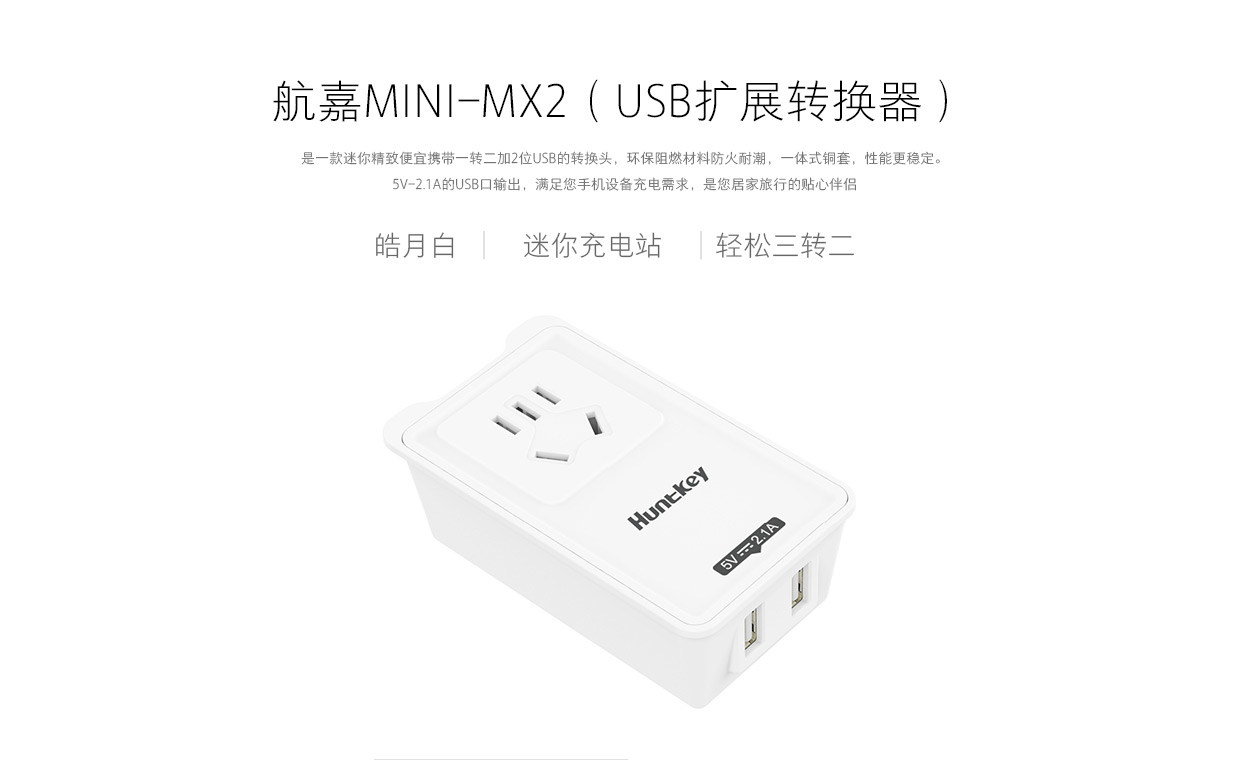 航嘉MINI-MX2（USB扩展转换器）
是一款迷你精致便宜携带一转二加2位USB的转换头，环保阻燃材料防火耐潮，一体式铜套，性能更稳定。
5V-2.1A的USB口输出，满足您手机设备充电需求，是您居家旅行的贴心伴侣
皓月白 | 迷你充电站 | 轻松三转二
Huntkey
5V⎓2.1A